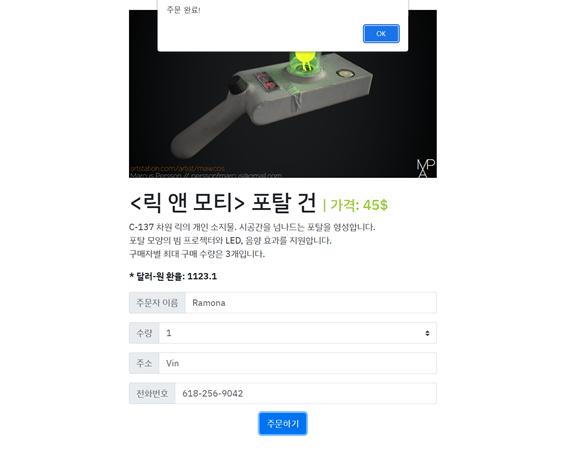 주문 완료!
OK
artstation.com/artist/mawcos
Marcus Persson // perssonmarcus@gmail.com
MPA
<릭 앤 모티> 포탈 건 | 가격: 45$
C-137 차원 릭의 개인 소지물. 시공간을 넘나드는 포탈을 형성합니다.
포탈 모양의 빔 프로젝터와 LED, 음향 효과를 지원합니다.
구매자별 최대 구매 수량은 3개입니다.
* 달러-원 환율: 1123.1
주문자 이름 Ramona
수량 1
주소 Vin
전화번호 618-256-9042
주문하기